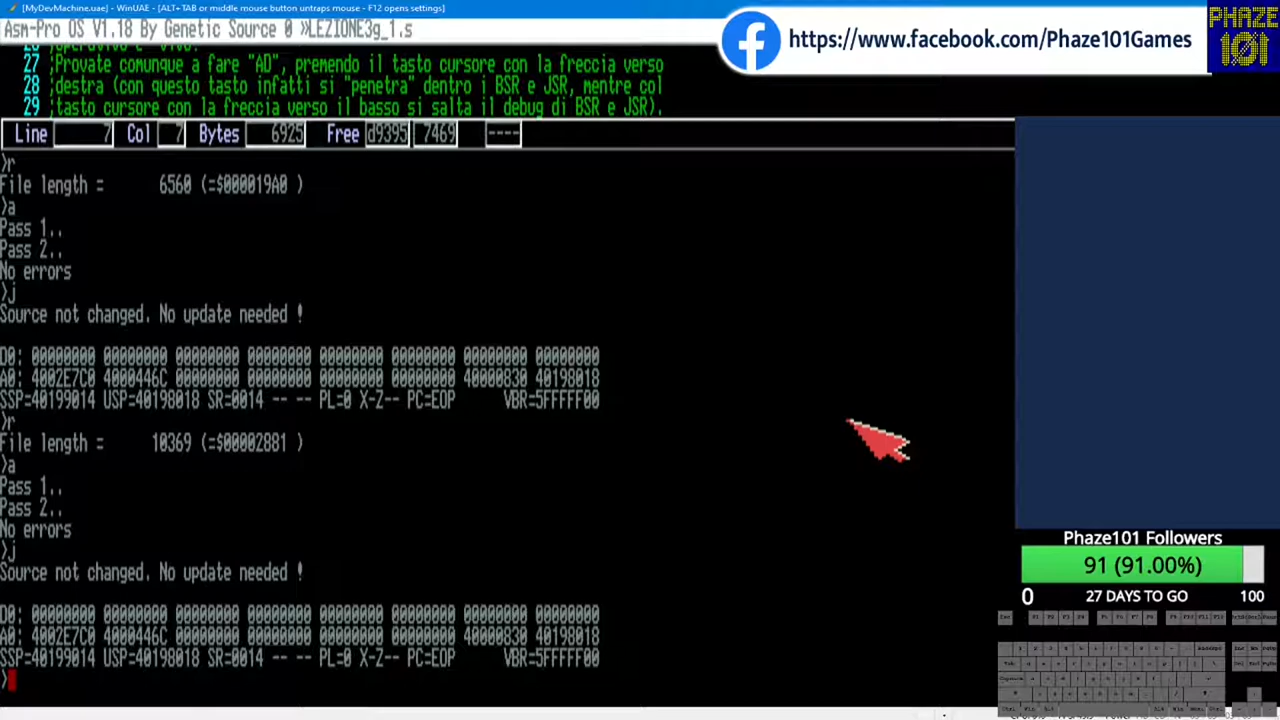 [MyDevMachine.uae] - WinUAE - [ALT+TAB or middle mouse button untraps mouse - F12 opens settings]
Asm-Pro OS V1.18 By Genetic Source 0 »LEZIONE3g_1.s
https://www.facebook.com/Phaze101Games
PHAZE
101
27 ;Provate comunque a fare "AD", premendo il tasto cursore con la freccia verso
28 ;destra (con questo tasto infatti si "penetra" dentro i BSR e JSR, mentre col
29 ;tasto cursore con la freccia verso il basso si salta il debug di BSR e JSR).
Line 7 Col 7 Bytes 6925 Free d9395 7469 ----
>r
File length = 6560 (=$000019A0 )
>a
Pass 1..
Pass 2..
No errors
>j
Source not changed. No update needed !
D0: 00000000 00000000 00000000 00000000 00000000 00000000 00000000 00000000
A0: 4002E7C0 4000446C 00000000 00000000 00000000 00000000 40000830 40198018
SSP=40199014 USP=40198018 SR=0014 -- -- PL=0 X-Z-- PC=EOP VBR=5FFFFF00
>r
File length = 10369 (=$00002881 )
>a
Pass 1..
Pass 2..
No errors
>j
Source not changed. No update needed !
D0: 00000000 00000000 00000000 00000000 00000000 00000000 00000000 00000000
A0: 4002E7C0 4000446C 00000000 00000000 00000000 00000000 40000830 40198018
SSP=40199014 USP=40198018 SR=0014 -- -- PL=0 X-Z-- PC=EOP VBR=5FFFFF00
>
Phaze101 Followers
91 (91.00%)
0 27 DAYS TO GO 100